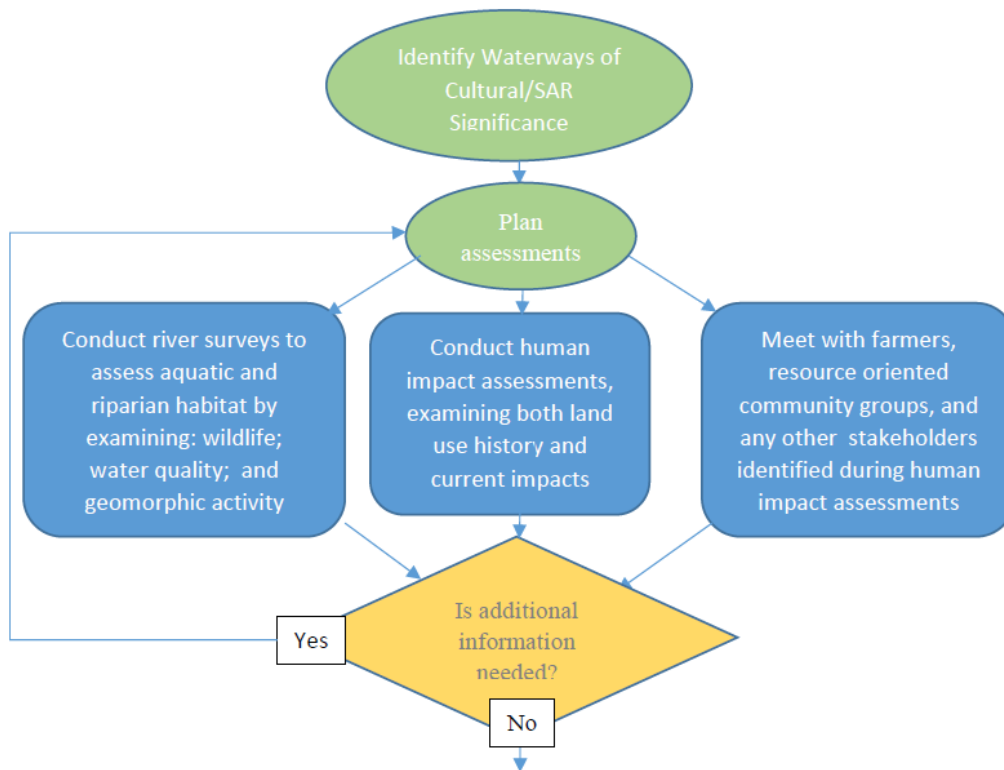 Identify Waterways of
Cultural/SAR
Significance
Plan
assessments
Conduct river surveys to
assess aquatic and
riparian habitat by
examining: wildlife;
water quality; and
geomorphic activity
Conduct human
impact assessments,
examining both land
use history and
current impacts
Meet with farmers,
resource oriented
community groups, and
any other stakeholders
identified during human
impact assessments
Is additional
information
needed?
Yes
No